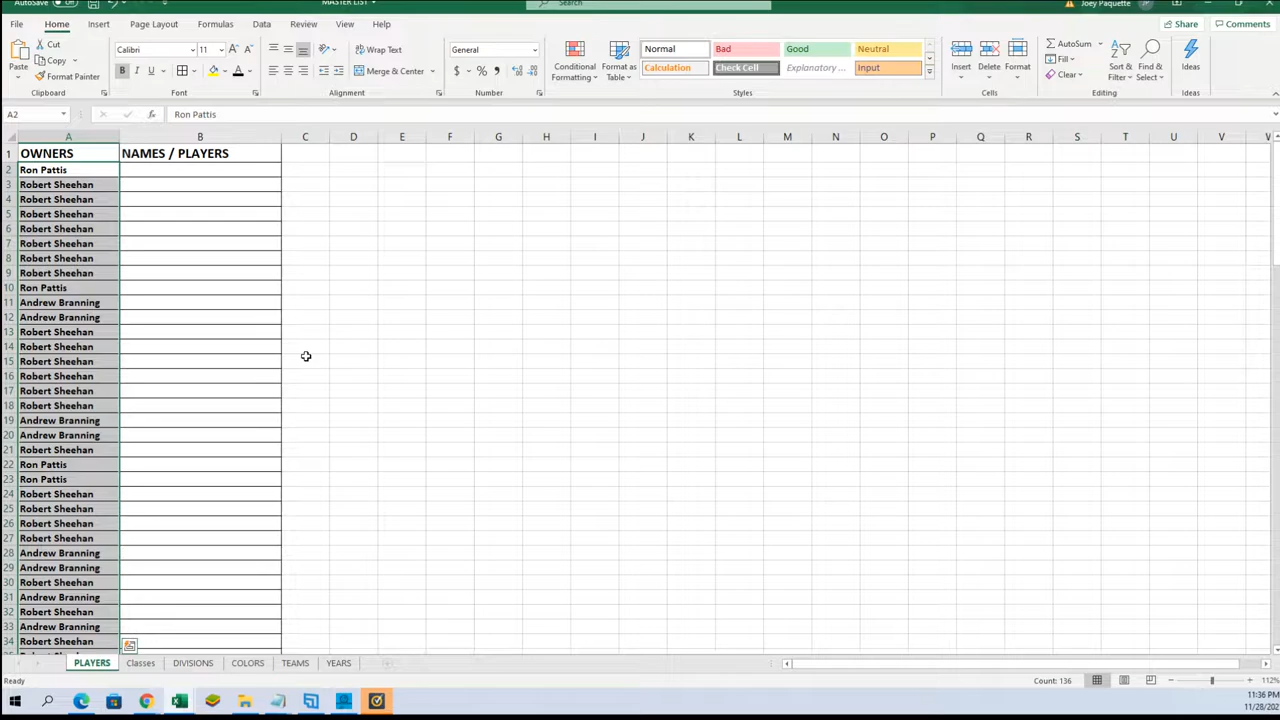 AutoSave Off MASTER LIST Search Joey Paquette JP
File Home Insert Page Layout Formulas Data Review View Help Share Comments
Paste Cut Copy Format Painter Clipboard
Calibri 11 A A B I U A Font
Wrap Text Merge & Center Alignment
General $ % Number
Conditional Formatting Format as Table
Normal Bad Good Neutral
Calculation Check Cell Explanatory ... Input
Styles
Insert Delete Format Cells
AutoSum Fill Clear Sort & Filter Find & Select Editing
Ideas Ideas
A2 fx Ron Pattis
A B C D E F G H I J K L M N O P Q R S T U V W
1 OWNERS NAMES / PLAYERS
2 Ron Pattis
3 Robert Sheehan
4 Robert Sheehan
5 Robert Sheehan
6 Robert Sheehan
7 Robert Sheehan
8 Robert Sheehan
9 Robert Sheehan
10 Ron Pattis
11 Andrew Branning
12 Andrew Branning
13 Robert Sheehan
14 Robert Sheehan
15 Robert Sheehan
16 Robert Sheehan
17 Robert Sheehan
18 Robert Sheehan
19 Andrew Branning
20 Andrew Branning
21 Robert Sheehan
22 Ron Pattis
23 Ron Pattis
24 Robert Sheehan
25 Robert Sheehan
26 Robert Sheehan
27 Robert Sheehan
28 Andrew Branning
29 Andrew Branning
30 Robert Sheehan
31 Andrew Branning
32 Robert Sheehan
33 Andrew Branning
34 Robert Sheehan
PLAYERS Classes DIVISIONS COLORS TEAMS YEARS
Ready Count: 136 112%
11:36 PM
11/28/202